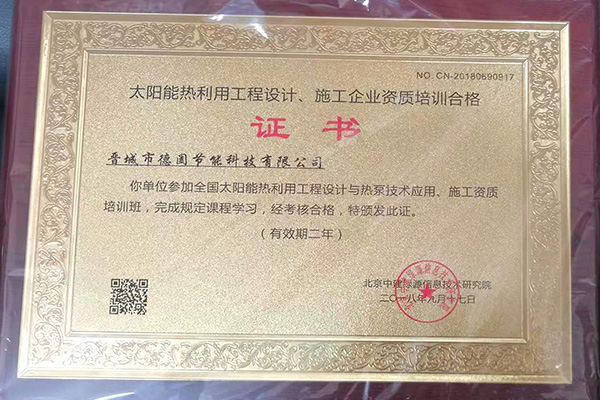 NO. CN-20180690917
太阳能热利用工程设计、施工企业资质培训合格
证书
晋城市德圆节能科技有限公司
你单位参加全国太阳能热利用工程设计与热泵技术应用、施工资质
培训班，完成规定课程学习，经考核合格，特颁发此证。
（有效期二年）
北京中建绿源信息技术研究院
二〇一八年九月十七日